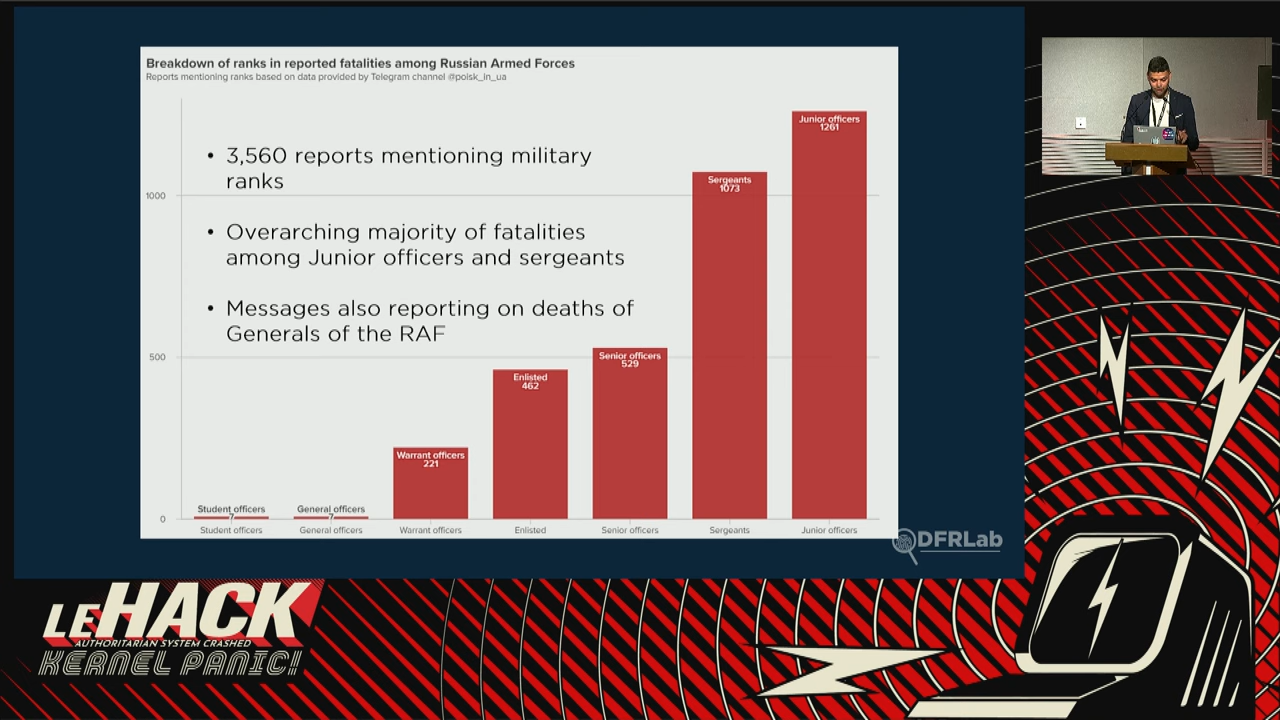 Breakdown of ranks in reported fatalities among Russian Armed Forces
Reports mentioning ranks based on data provided by Telegram channel @poisk_in_ua
• 3,560 reports mentioning military
ranks
• Overarching majority of fatalities
among Junior officers and sergeants
• Messages also reporting on deaths of
Generals of the RAF
1000
500
0
Student officers
7
General officers
7
Warrant officers
221
Enlisted
462
Senior officers
529
Sergeants
1073
Junior officers
1261
Student officers
General officers
Warrant officers
Enlisted
Senior officers
Sergeants
Junior officers
DFRLab
LEHACK
AUTHORITARIAN SYSTEM CRASHED
KERNEL PANIC!